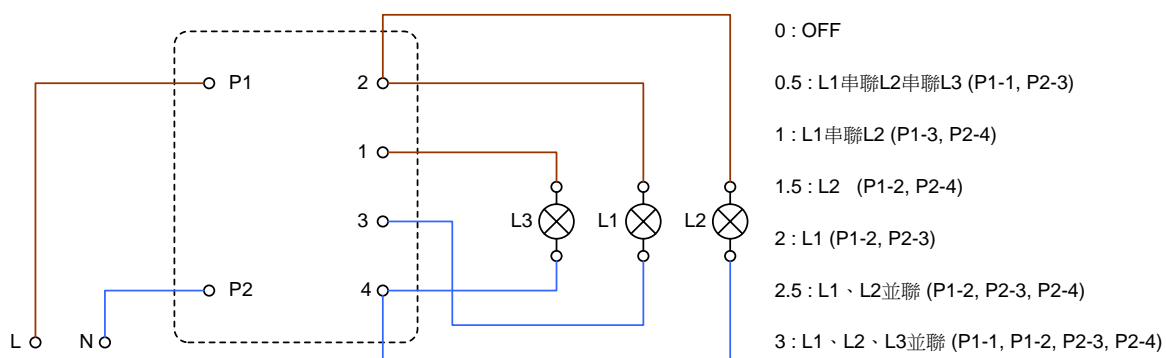 P1
2
1
3
P2
4
L
N
L3
L1
L2
0 : OFF
0.5 : L1串聯L2串聯L3 (P1-1, P2-3)
1 : L1串聯L2 (P1-3, P2-4)
1.5 : L2 (P1-2, P2-4)
2 : L1 (P1-2, P2-3)
2.5 : L1、L2並聯 (P1-2, P2-3, P2-4)
3 : L1、L2、L3並聯 (P1-1, P1-2, P2-3, P2-4)